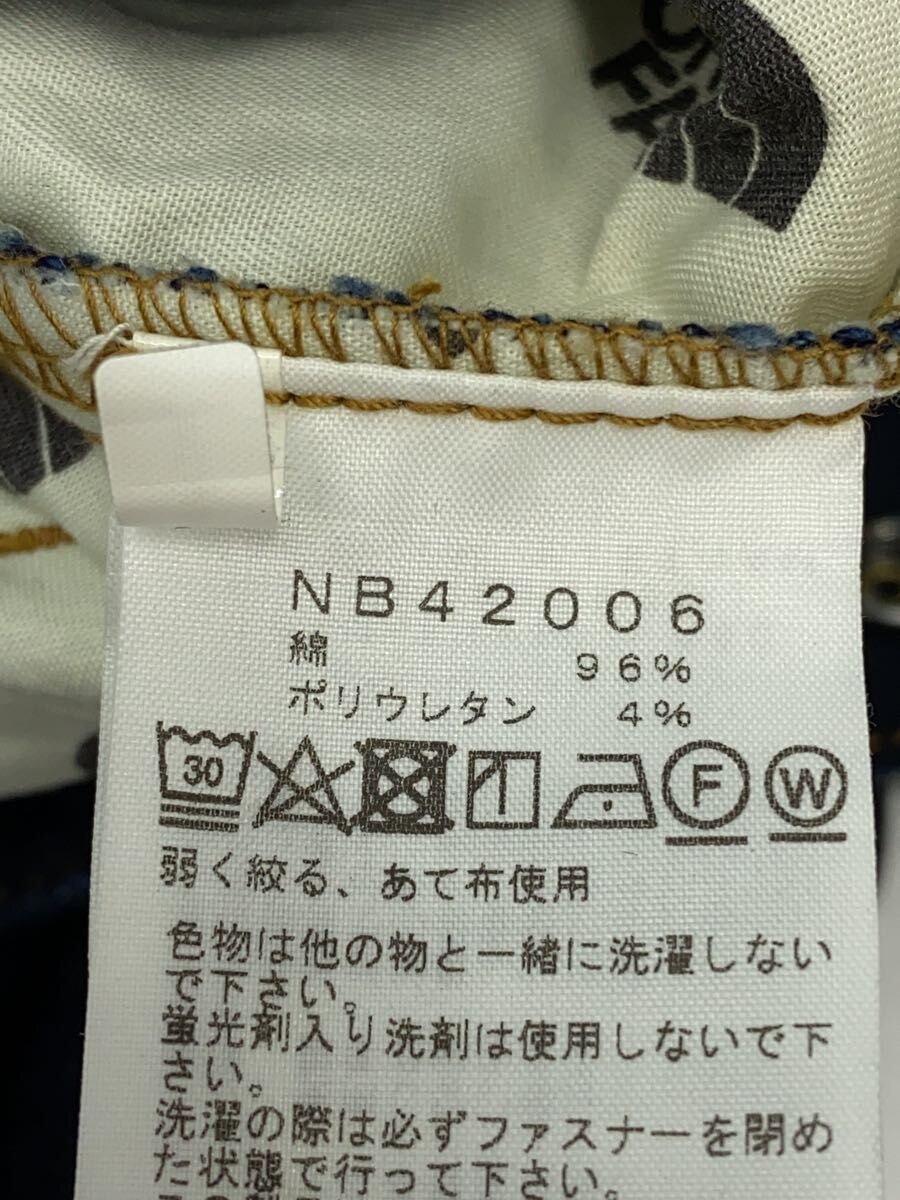 NB42006
綿 96%
ポリウレタン 4%
30 F W
弱く絞る、あて布使用
色物は他の物と一緒に洗濯しない
で下さい。
蛍光剤入り洗剤は使用しないで下
さい。
洗濯の際は必ずファスナーを閉め
た状態で行って下さい。